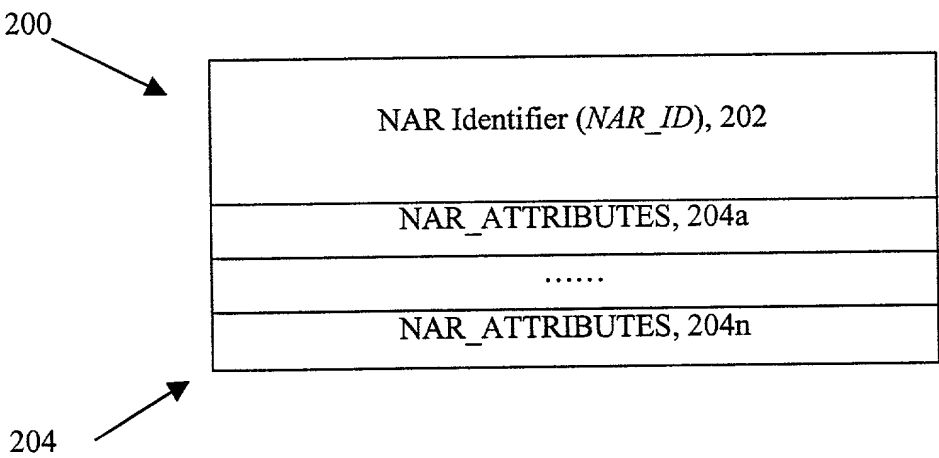 200
NAR Identifier (NAR_ID), 202
NAR_ATTRIBUTES, 204a
......
NAR_ATTRIBUTES, 204n
204